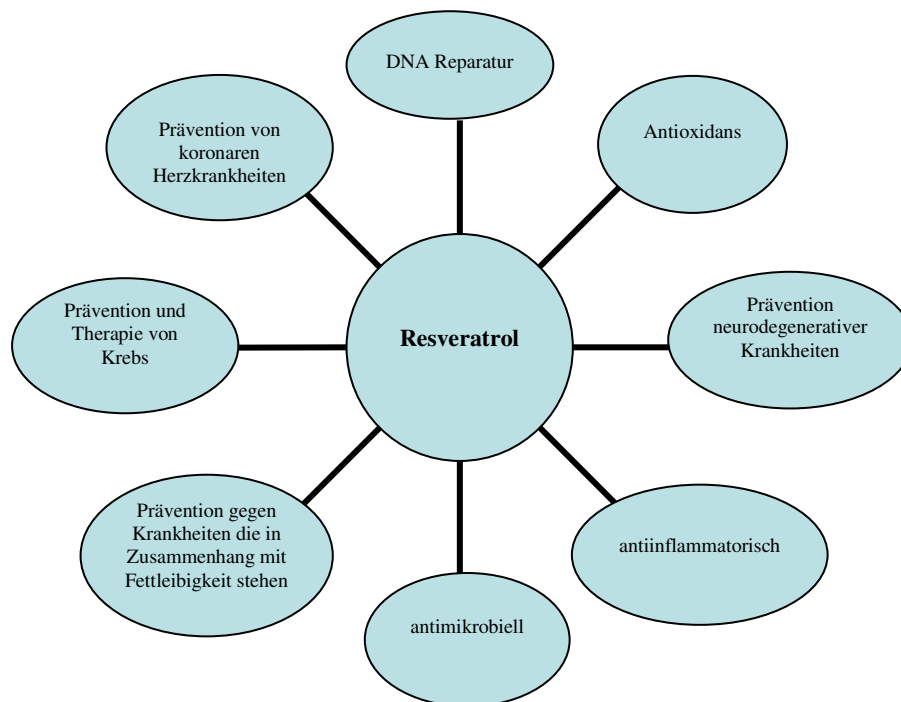 DNA Reparatur
Prävention von
koronaren
Herzkrankheiten
Antioxidans
Prävention und
Therapie von
Krebs
Resveratrol
Prävention
neurodegenerativer
Krankheiten
Prävention gegen
Krankheiten die in
Zusammenhang mit
Fettleibigkeit stehen
antiinflammatorisch
antimikrobiell